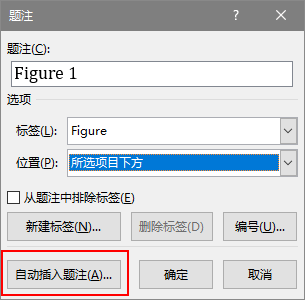 题注
?
题注(C):
Figure 1
选项
标签(L): Figure
位置(P): 所选项目下方
从题注中排除标签(E)
新建标签(N)... 删除标签(D) 编号(U)...
自动插入题注(A)... 确定 取消